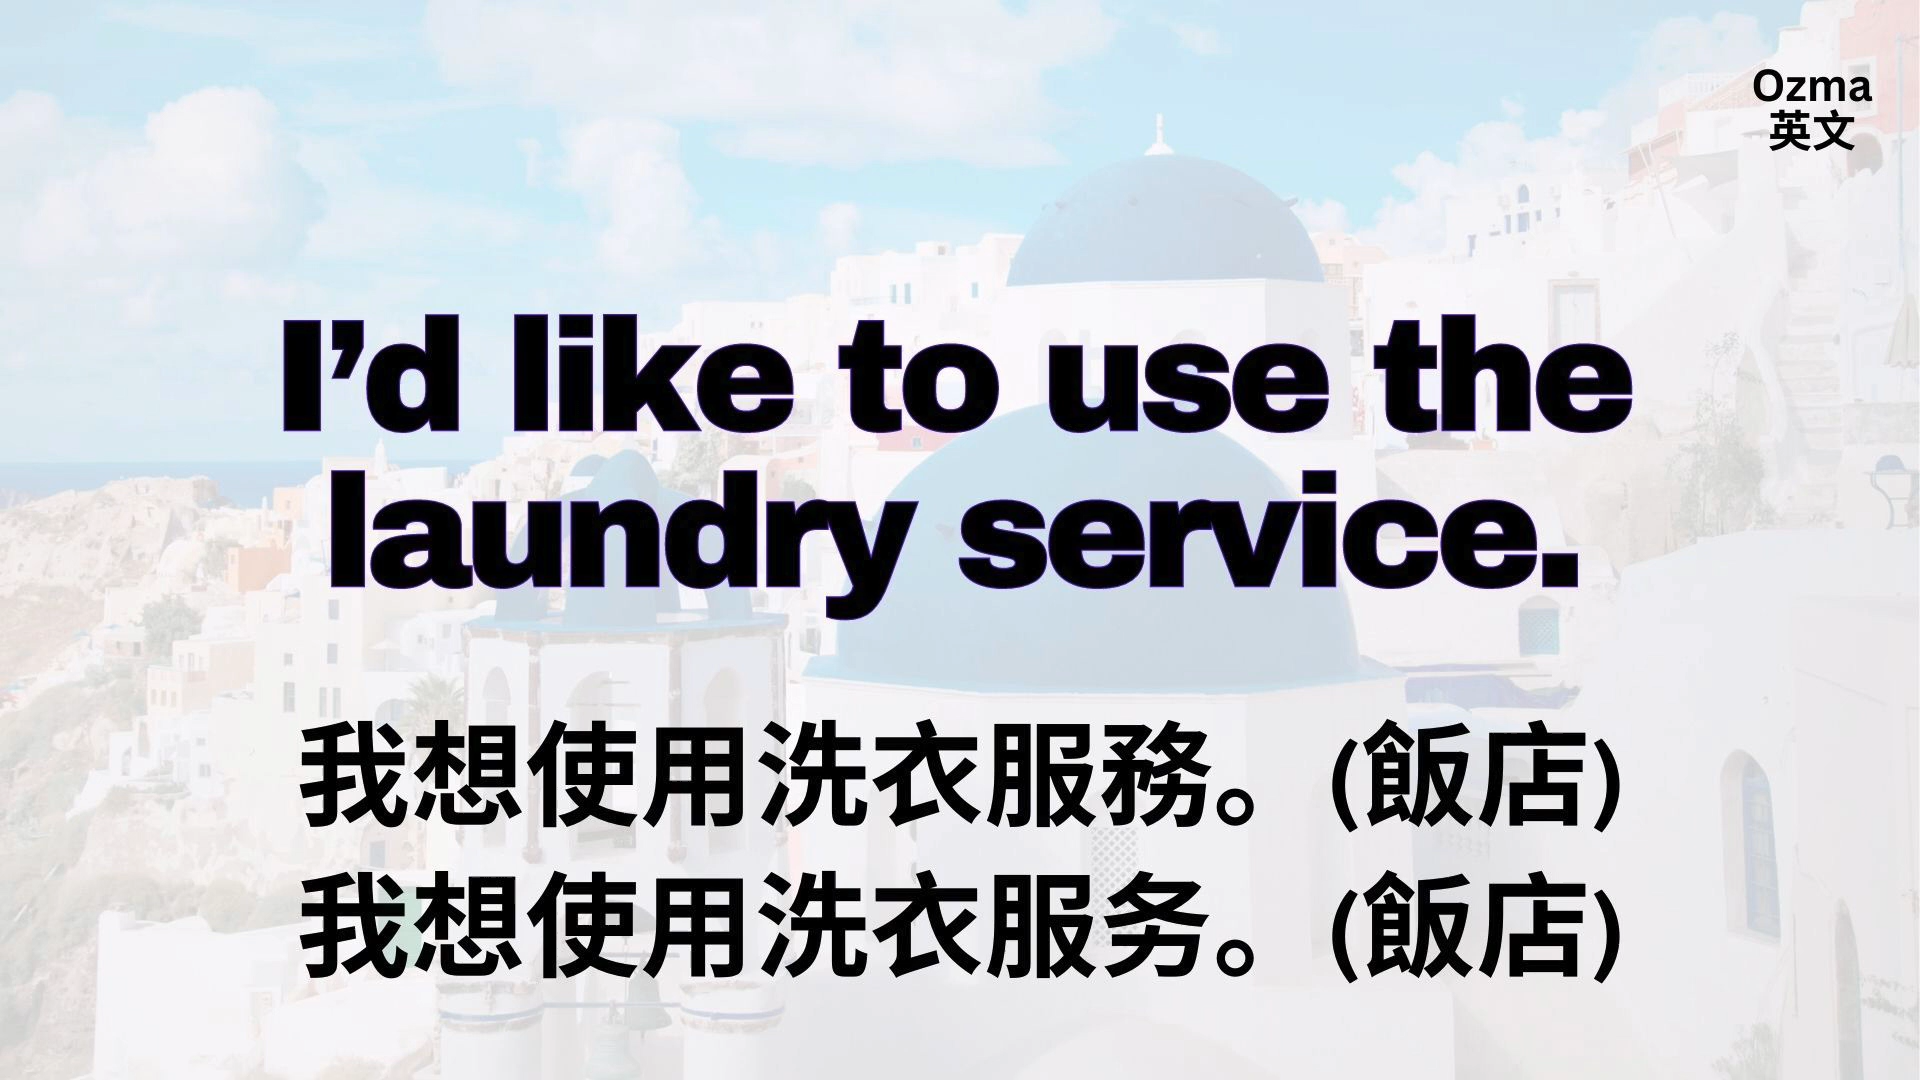 Ozma
英文
I’d like to use the
laundry service.
我想使用洗衣服務。(飯店)
我想使用洗衣服务。(飯店)